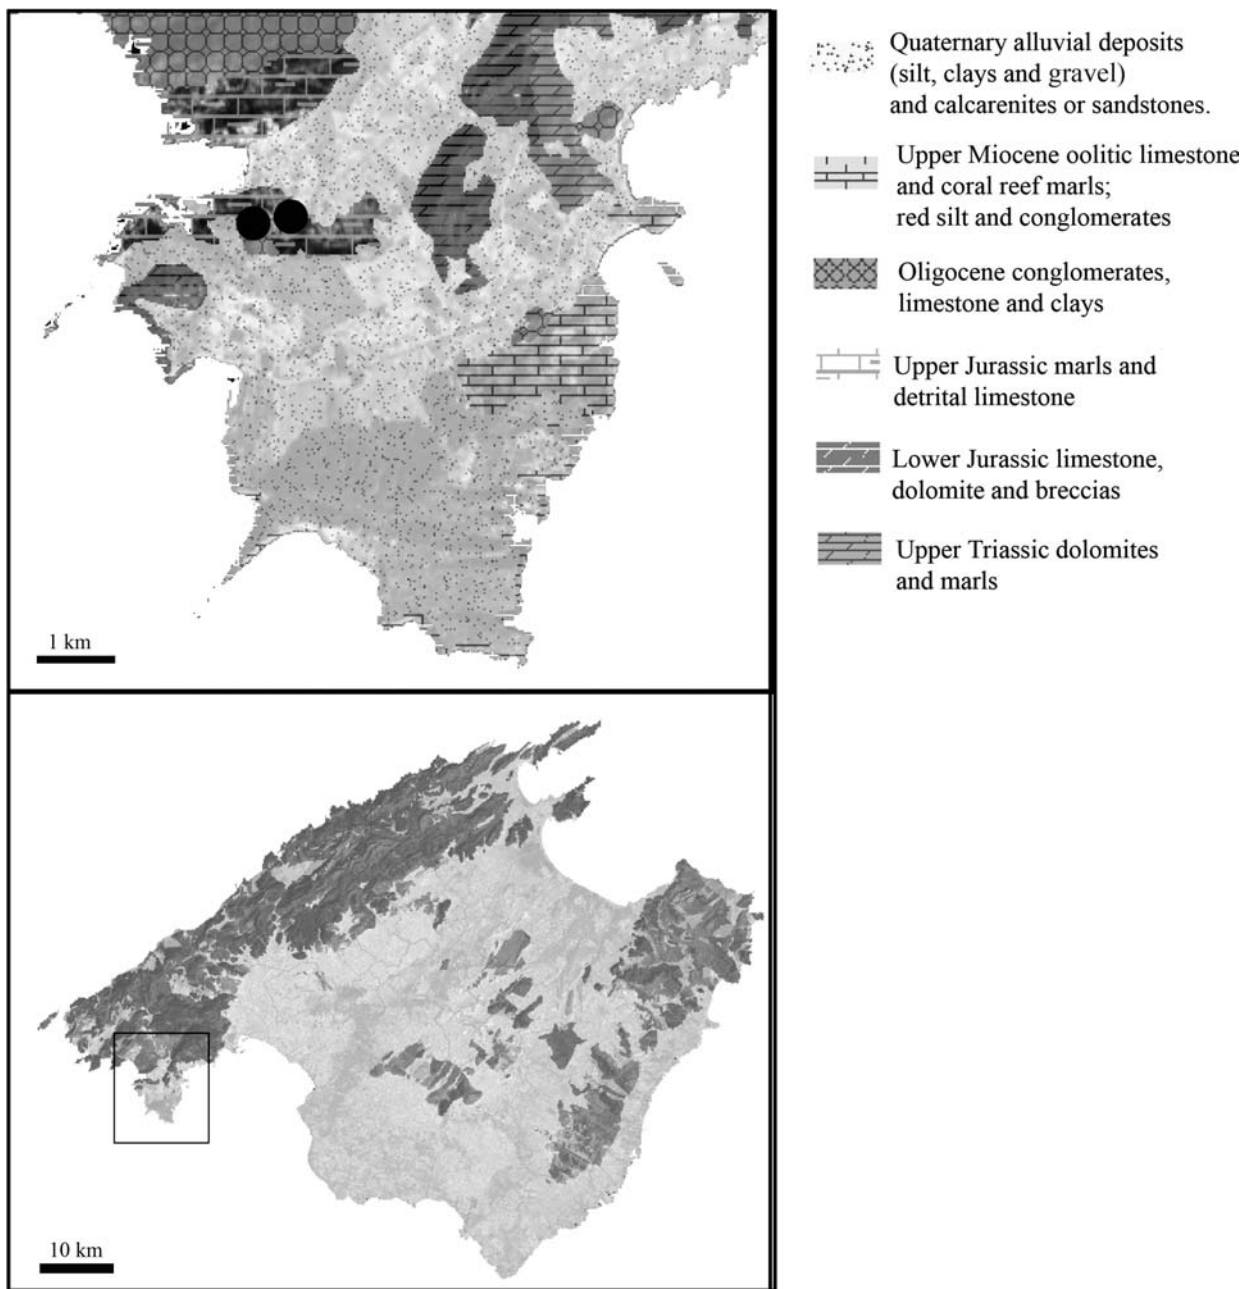 Quaternary alluvial deposits
(silt, clays and gravel)
and calcarenites or sandstones.
Upper Miocene oolitic limestone
and coral reef marls;
red silt and conglomerates
Oligocene conglomerates,
limestone and clays
Upper Jurassic marls and
detrital limestone
Lower Jurassic limestone,
dolomite and breccias
Upper Triassic dolomites
and marls
1 km
10 km